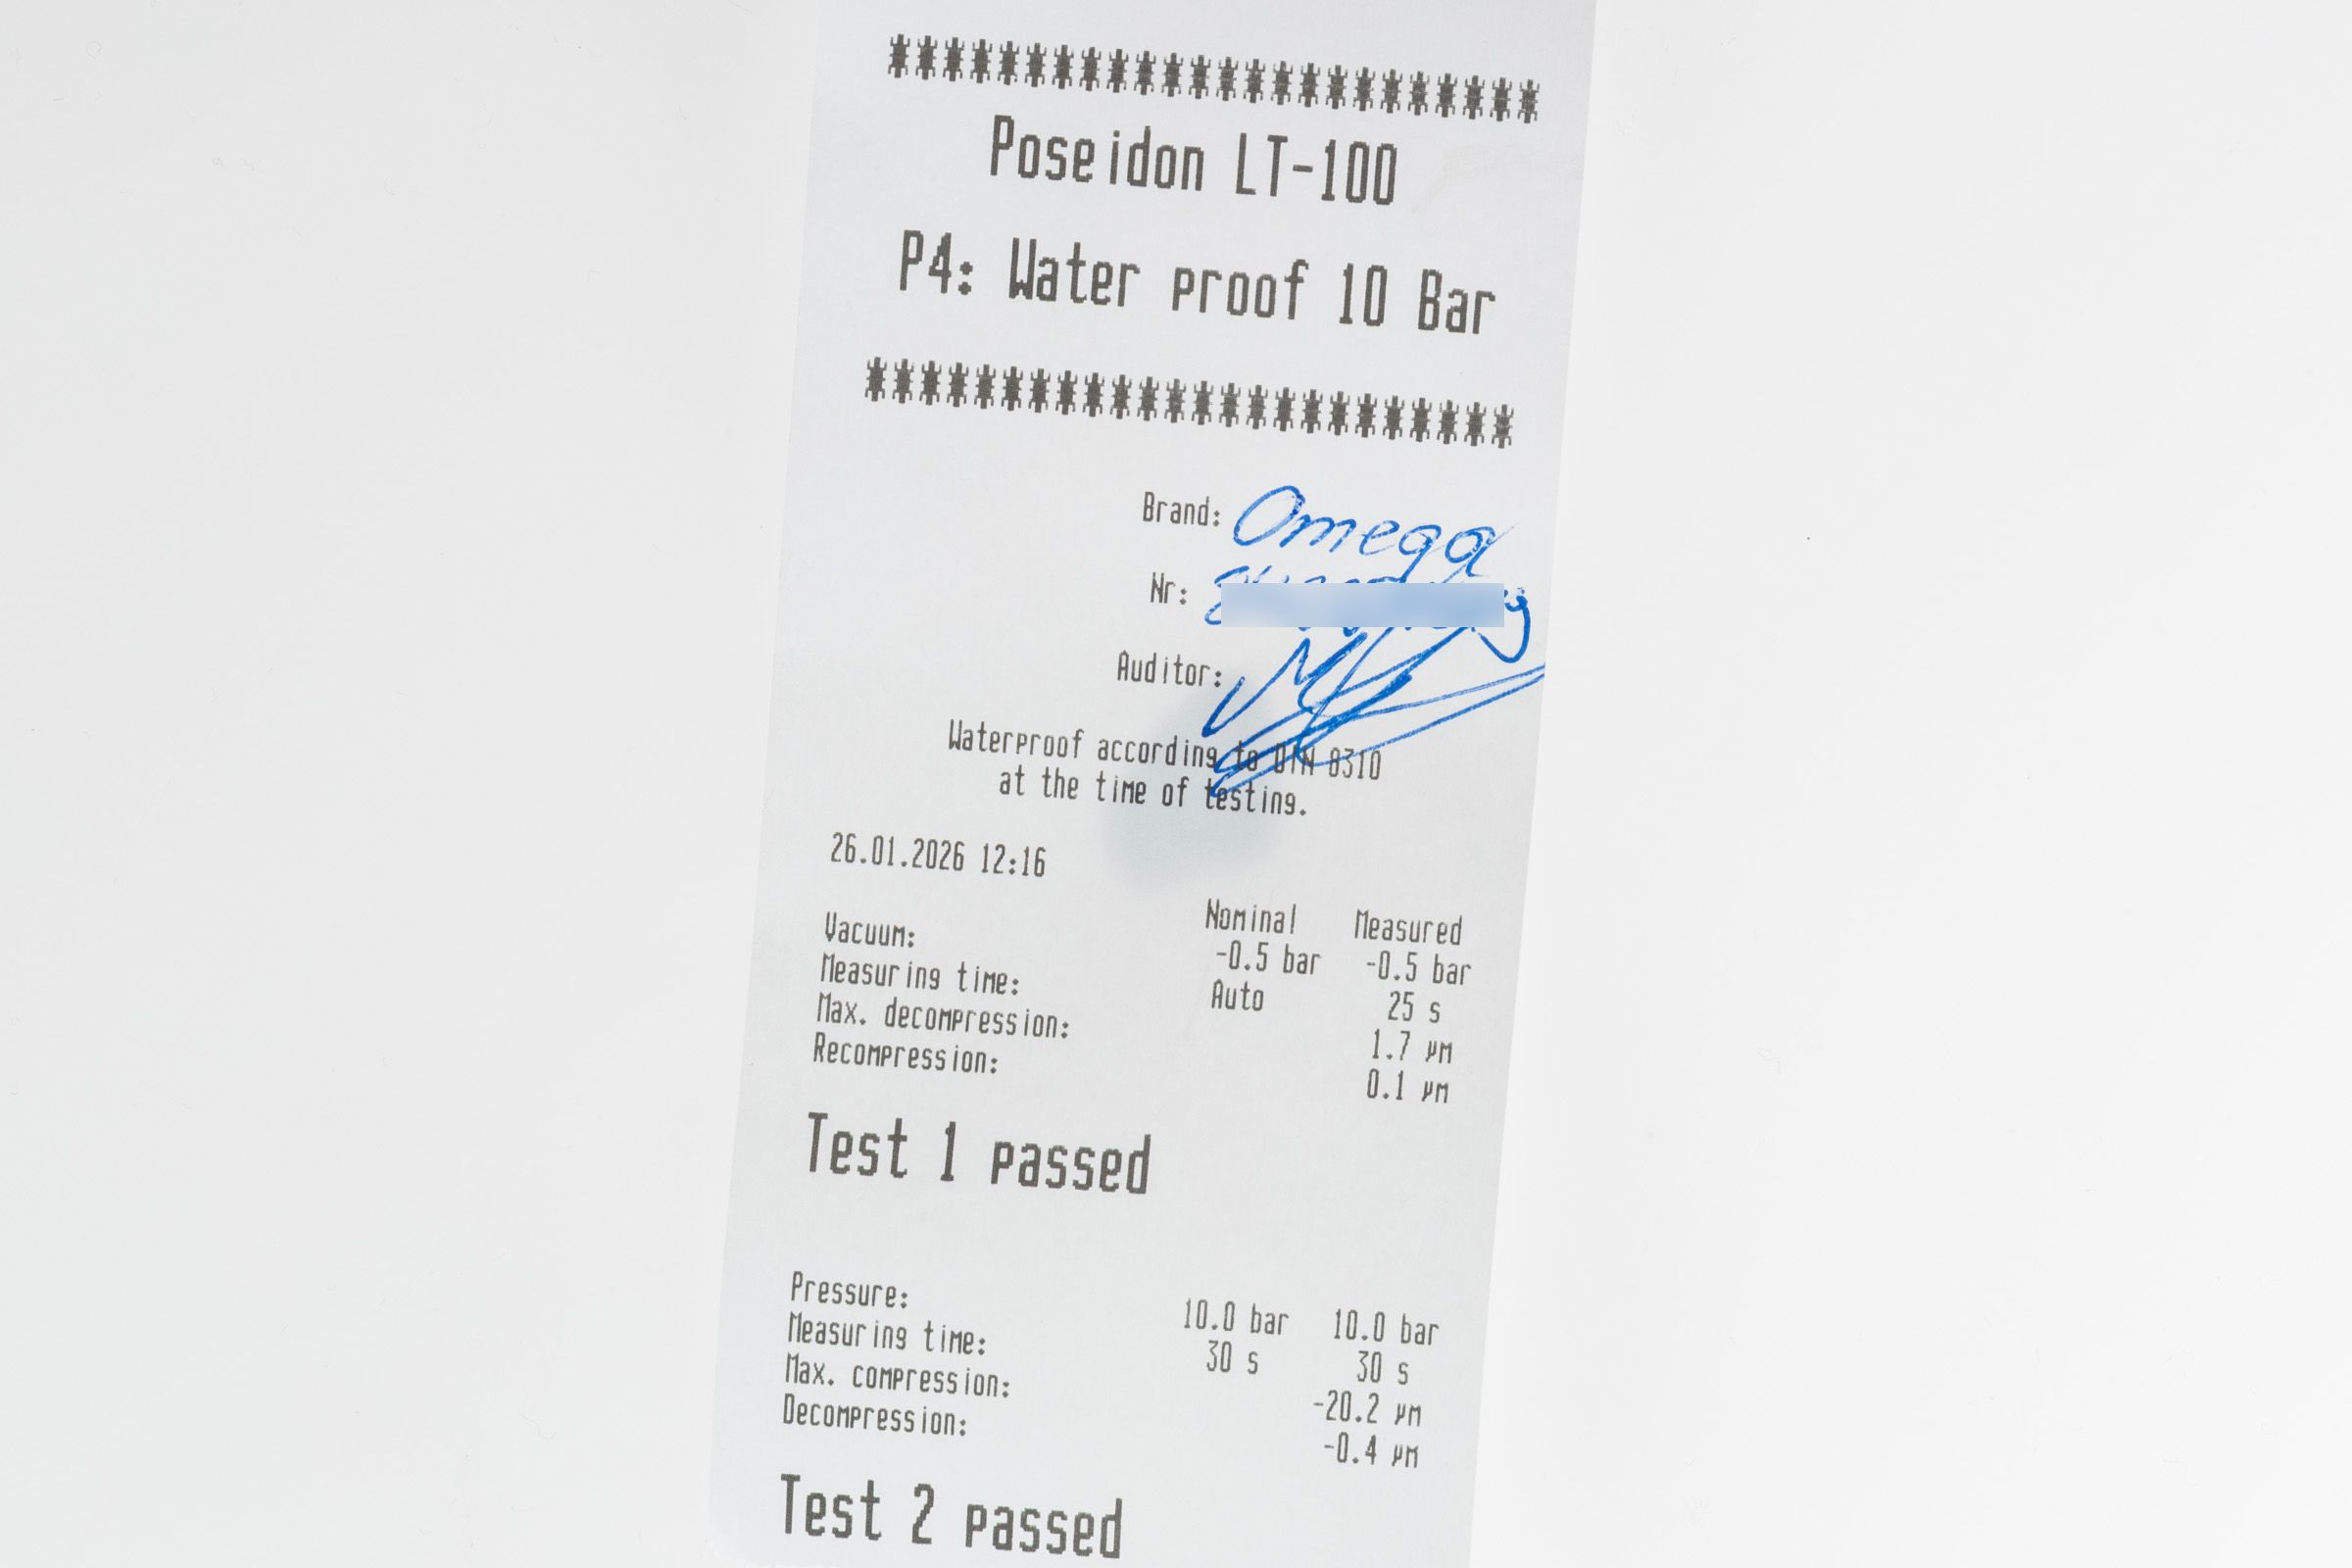 Poseidon LT-100
P4: Water proof 10 Bar
Brand: Omega
Nr:
Auditor:
Waterproof according to DIN 8310
at the time of testing.
26.01.2026 12:16
Nominal Measured
Vacuum: -0.5 bar -0.5 bar
Measuring time: Auto 25 s
Max. decompression: 1.7 µm
Recompression: 0.1 µm
Test 1 passed
Pressure: 10.0 bar 10.0 bar
Measuring time: 30 s 30 s
Max. compression: -20.2 µm
Decompression: -0.4 µm
Test 2 passed